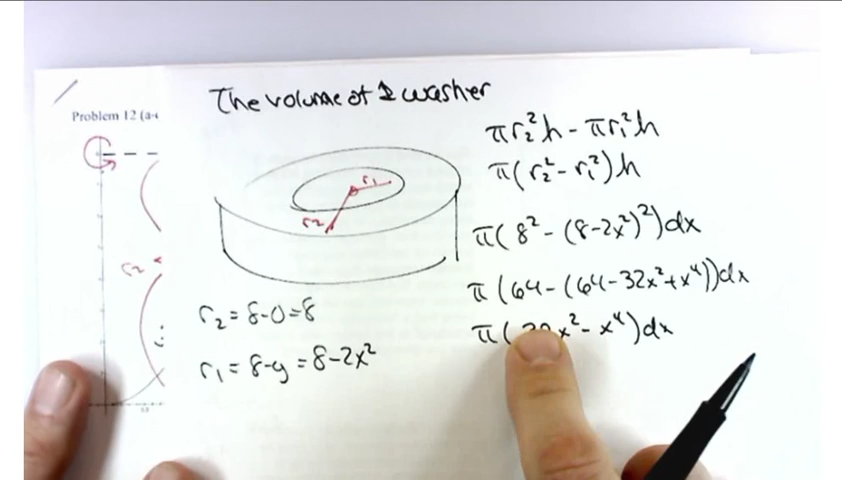 The volume of 1 washer
Problem 12 (a-
πr₂²h - πr₁²h
π(r₂² - r₁²)h
r₁
r₂
π(8² - (8-2x²)²)dx
r₂
π(64 - (64-32x²+x⁴))dx
r₂ = 8-0=8
π( x² - x⁴)dx
r₁ = 8-y = 8-2x²